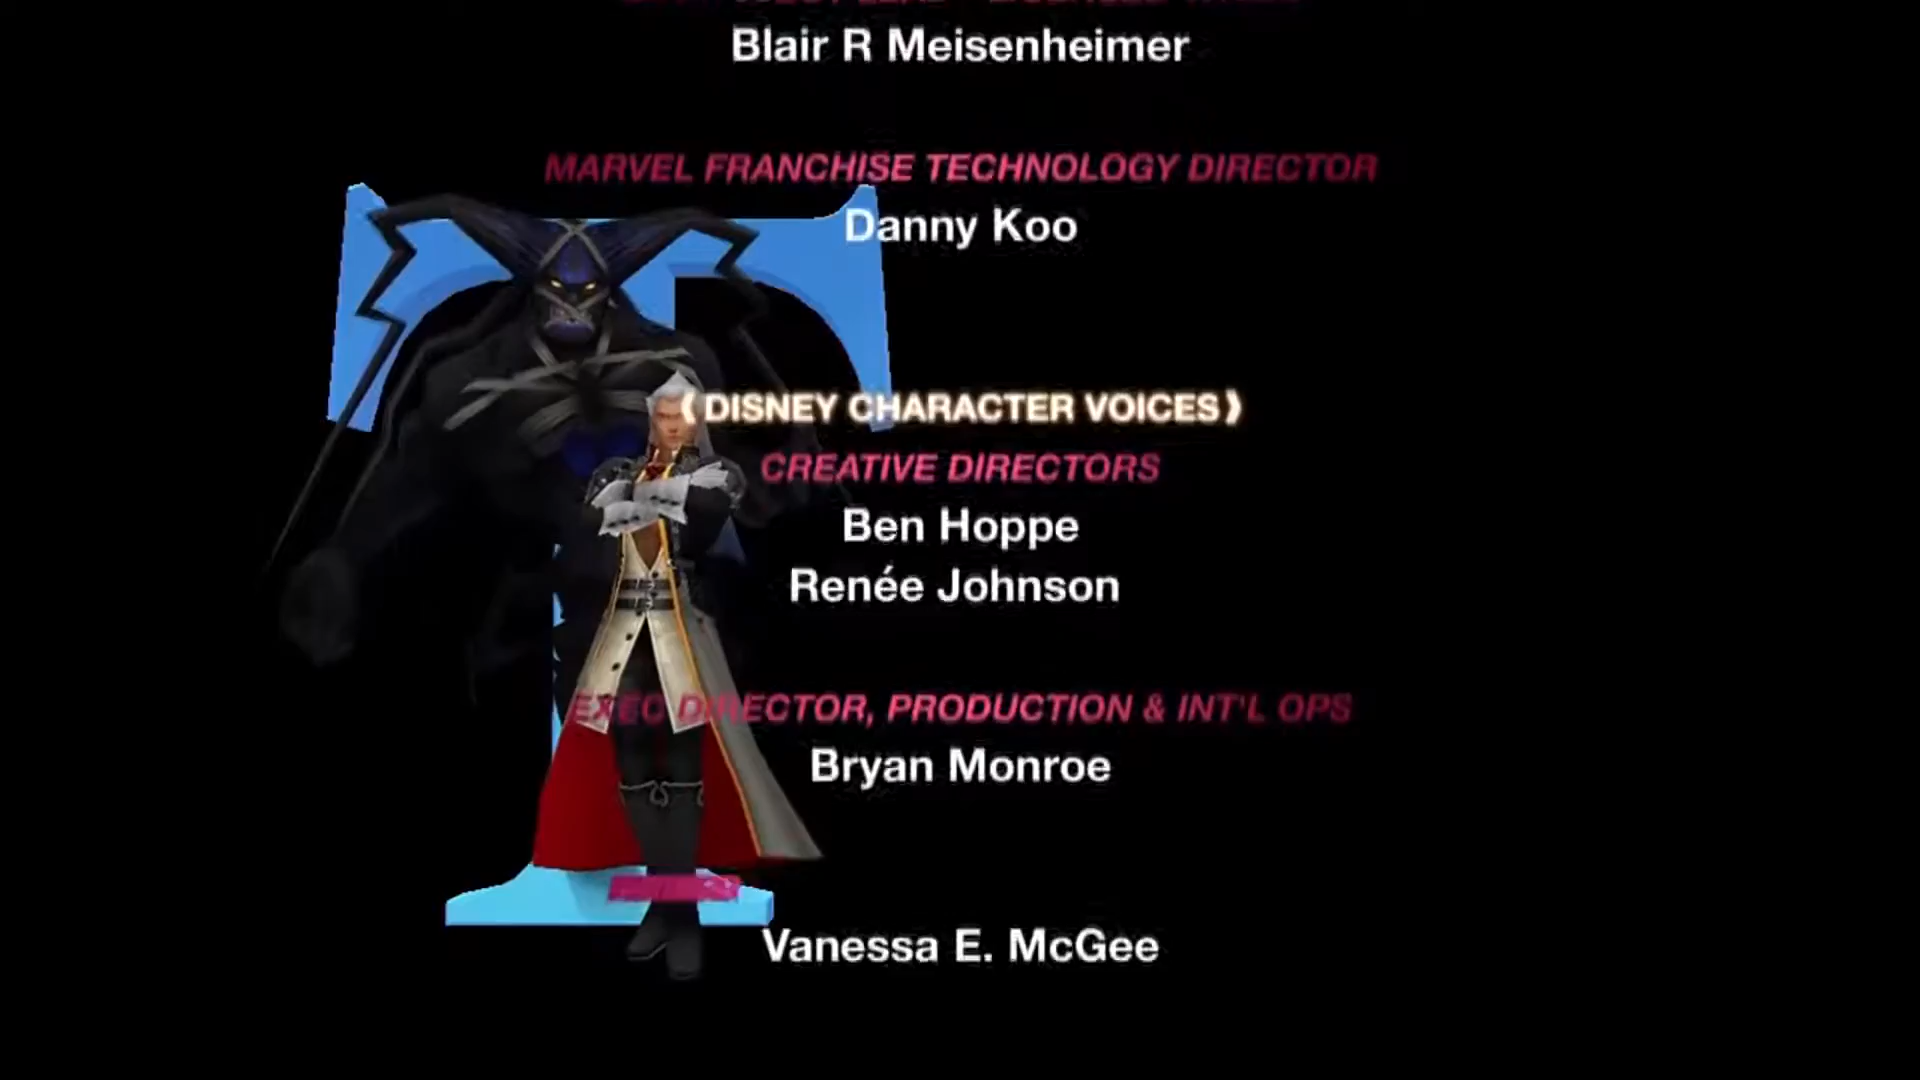 Blair R Meisenheimer
MARVEL FRANCHISE TECHNOLOGY DIRECTOR
Danny Koo
T
⟨DISNEY CHARACTER VOICES⟩
CREATIVE DIRECTORS
Ben Hoppe
Renée Johnson
EXEC DIRECTOR, PRODUCTION & INT'L OPS
Bryan Monroe
Vanessa E. McGee